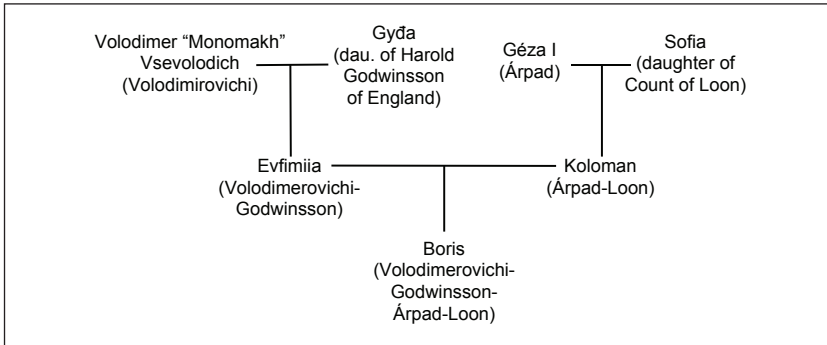 Volodimer “Monomakh”
Vsevolodich
(Volodimirovichi)
Gyđa
(dau. of Harold
Godwinsson
of England)
Géza I
(Árpad)
Sofia
(daughter of
Count of Loon)
Evfimiia
(Volodimerovichi-
Godwinsson)
Koloman
(Árpad-Loon)
Boris
(Volodimerovichi-
Godwinsson-
Árpad-Loon)